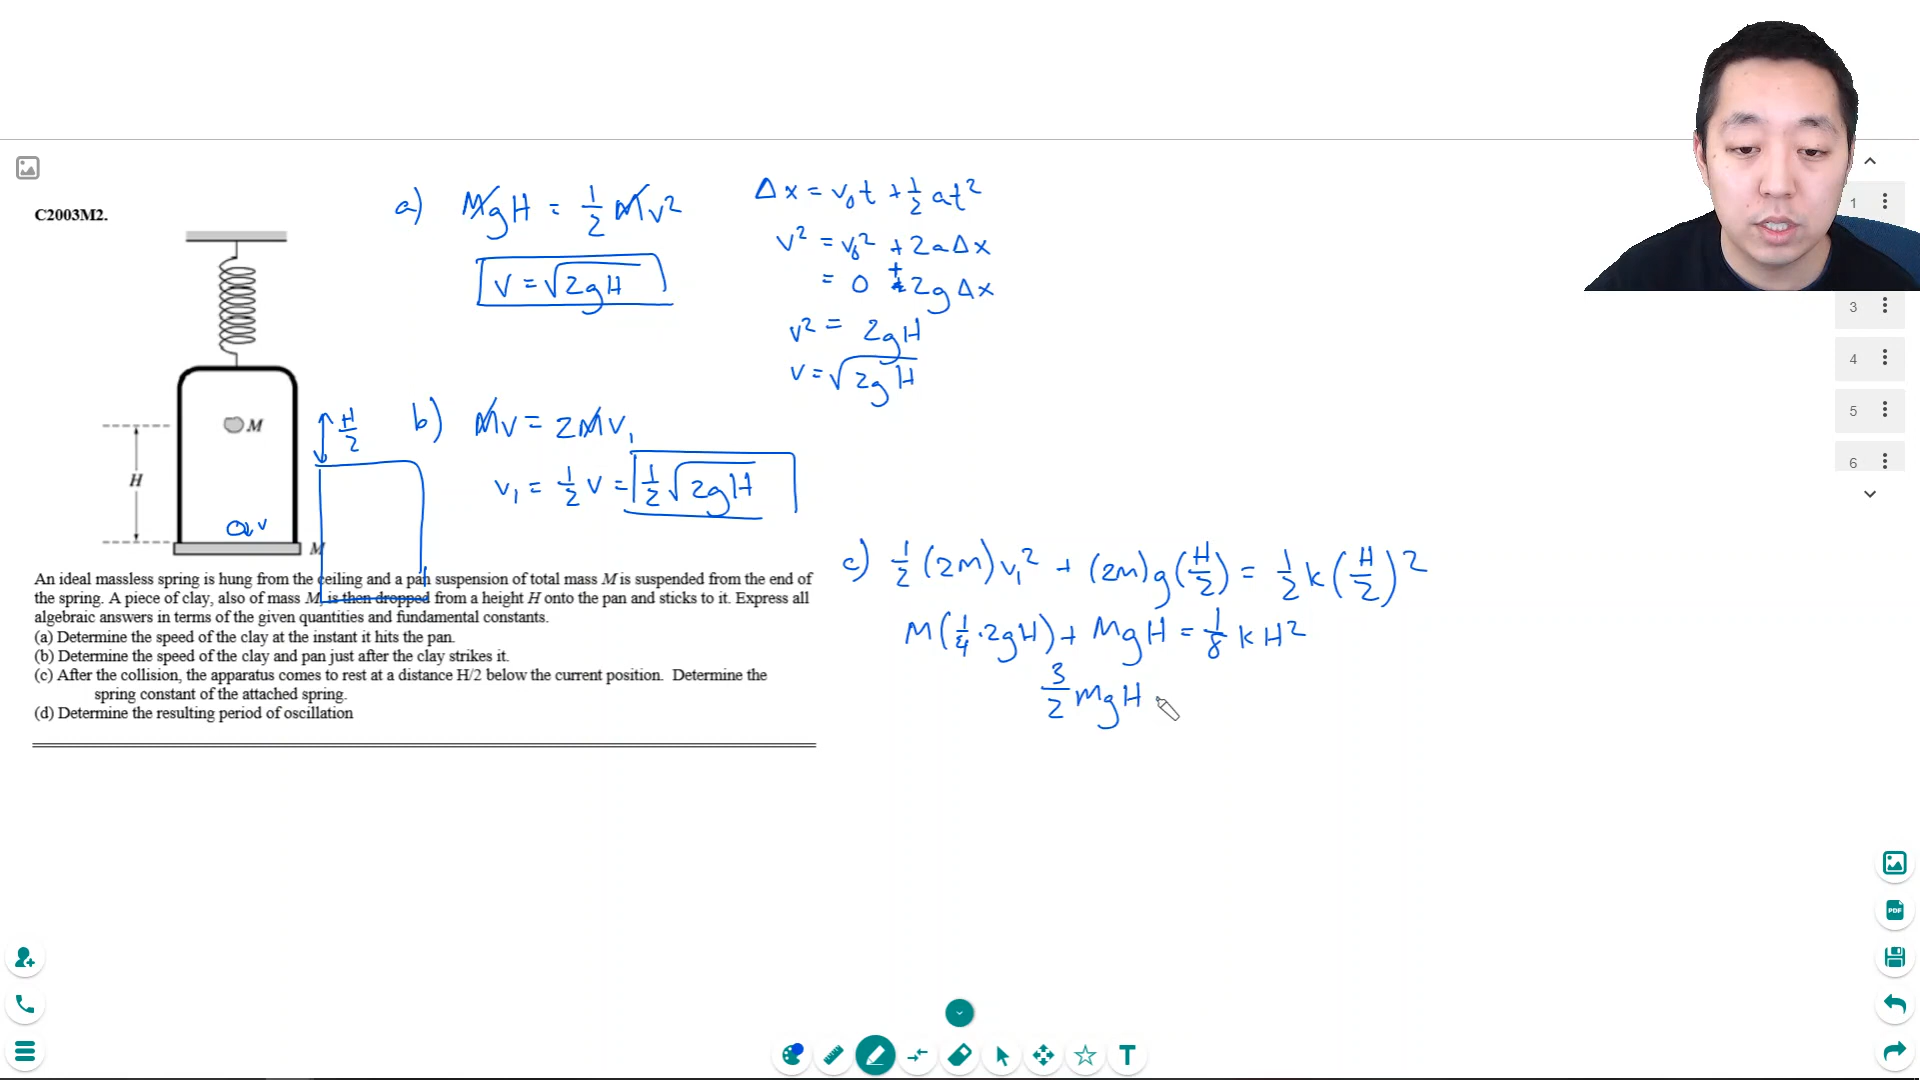 C2003M2.
M
H
M
H/2
v
An ideal massless spring is hung from the ceiling and a pan suspension of total mass M is suspended from the end of
the spring. A piece of clay, also of mass M, is then dropped from a height H onto the pan and sticks to it. Express all
algebraic answers in terms of the given quantities and fundamental constants.
(a) Determine the speed of the clay at the instant it hits the pan.
(b) Determine the speed of the clay and pan just after the clay strikes it.
(c) After the collision, the apparatus comes to rest at a distance H/2 below the current position. Determine the
spring constant of the attached spring.
(d) Determine the resulting period of oscillation
a) MgH = 1/2 Mv²
v = √2gH
Δx = v₀t + 1/2 at²
v² = v₀² + 2aΔx
= 0 + 2gΔx
v² = 2gH
v = √2gH
b) Mv = 2Mv₁
v₁ = 1/2 v = 1/2 √2gH
c) 1/2 (2M)v₁² + (2M)g(H/2) = 1/2 k(H/2)²
M(1/4 · 2gH) + MgH = 1/8 kH²
3/2 MgH
1
3
4
5
6
PDF
T